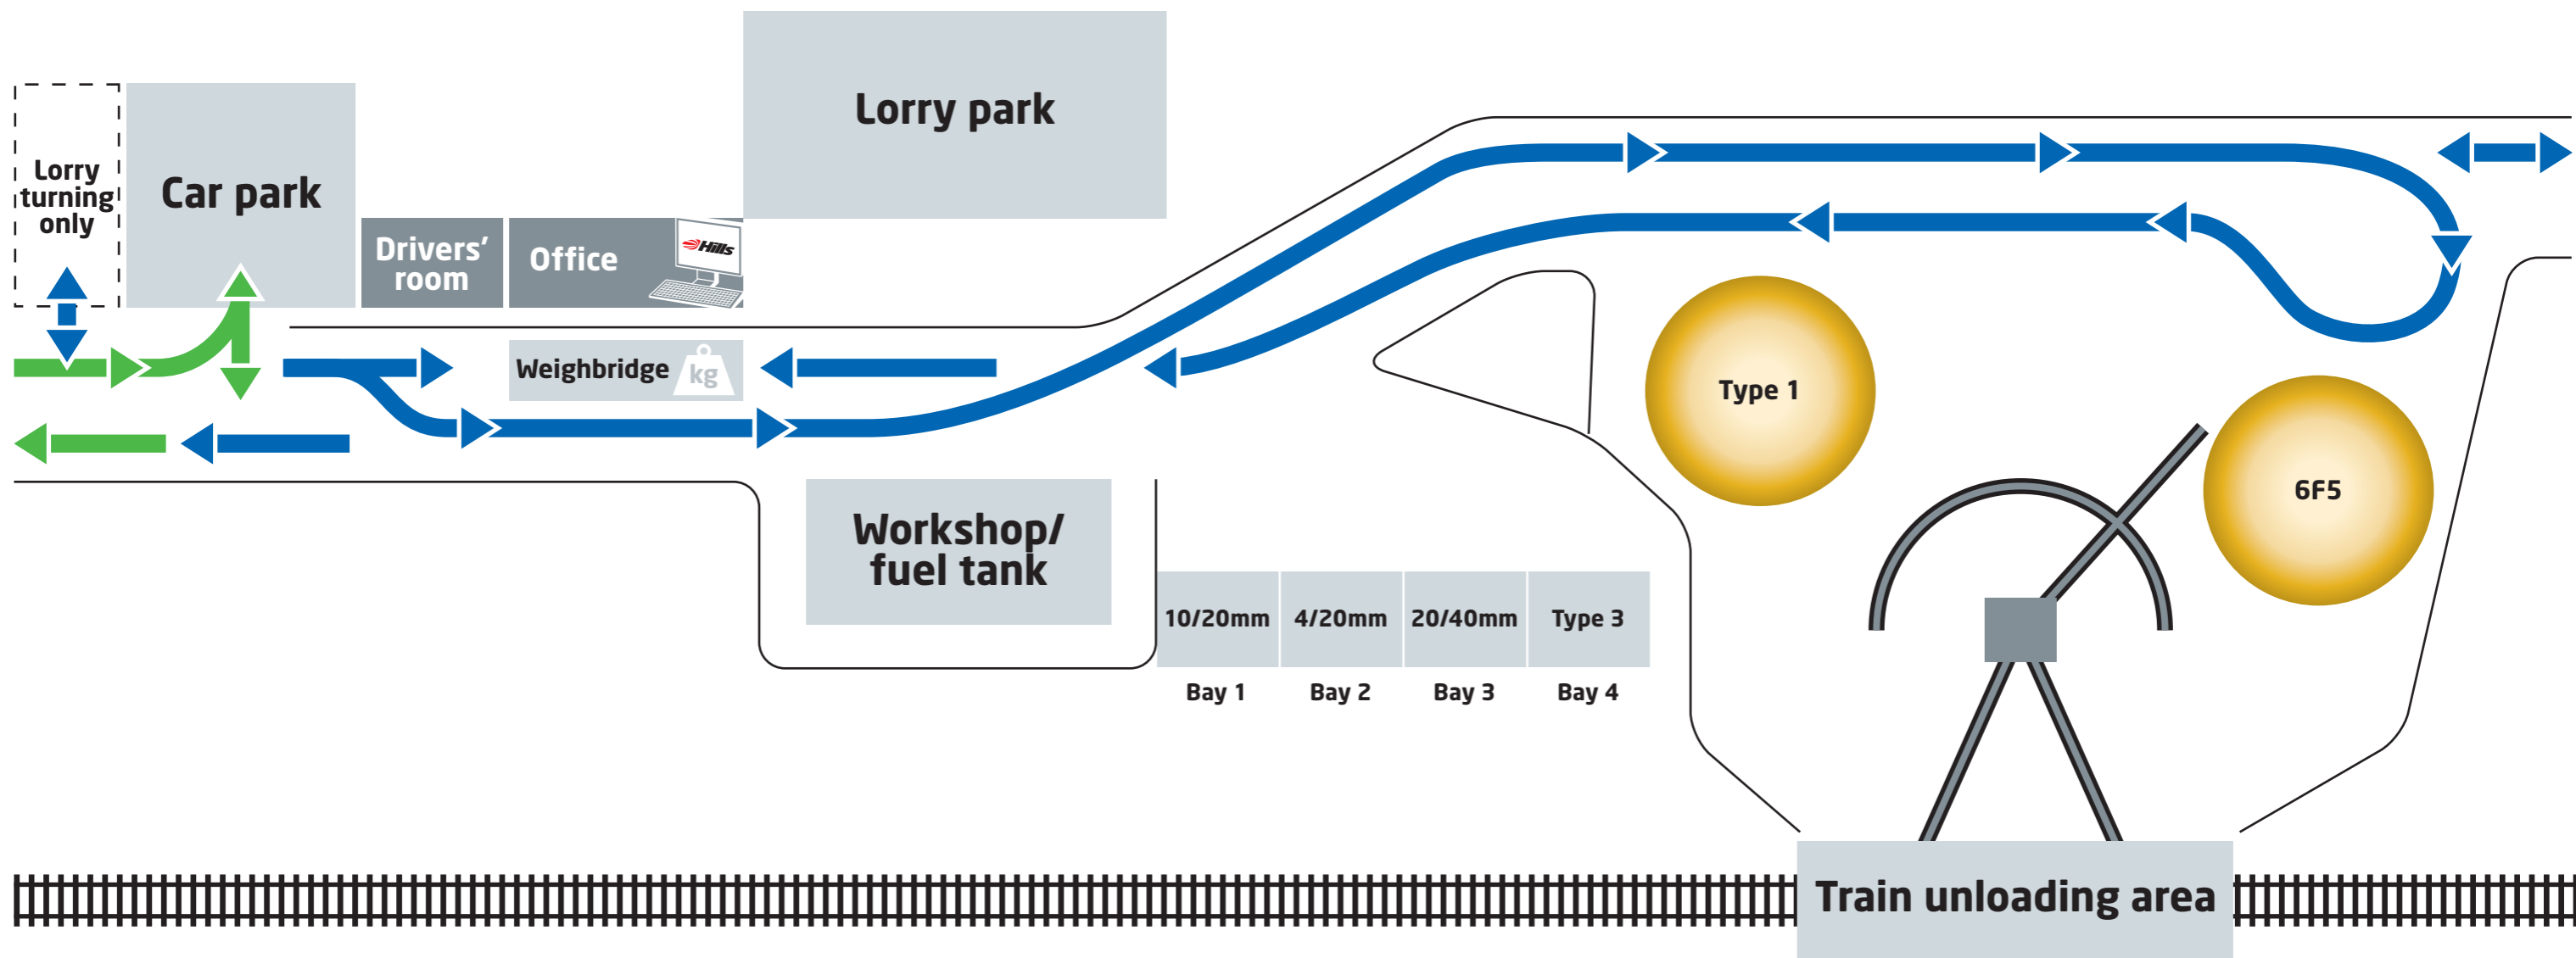 Lorry park
Lorry
turning
only
Car park
Drivers’
room
Office
Hills
Weighbridge
kg
Type 1
6F5
Workshop/
fuel tank
10/20mm
4/20mm
20/40mm
Type 3
Bay 1
Bay 2
Bay 3
Bay 4
Train unloading area